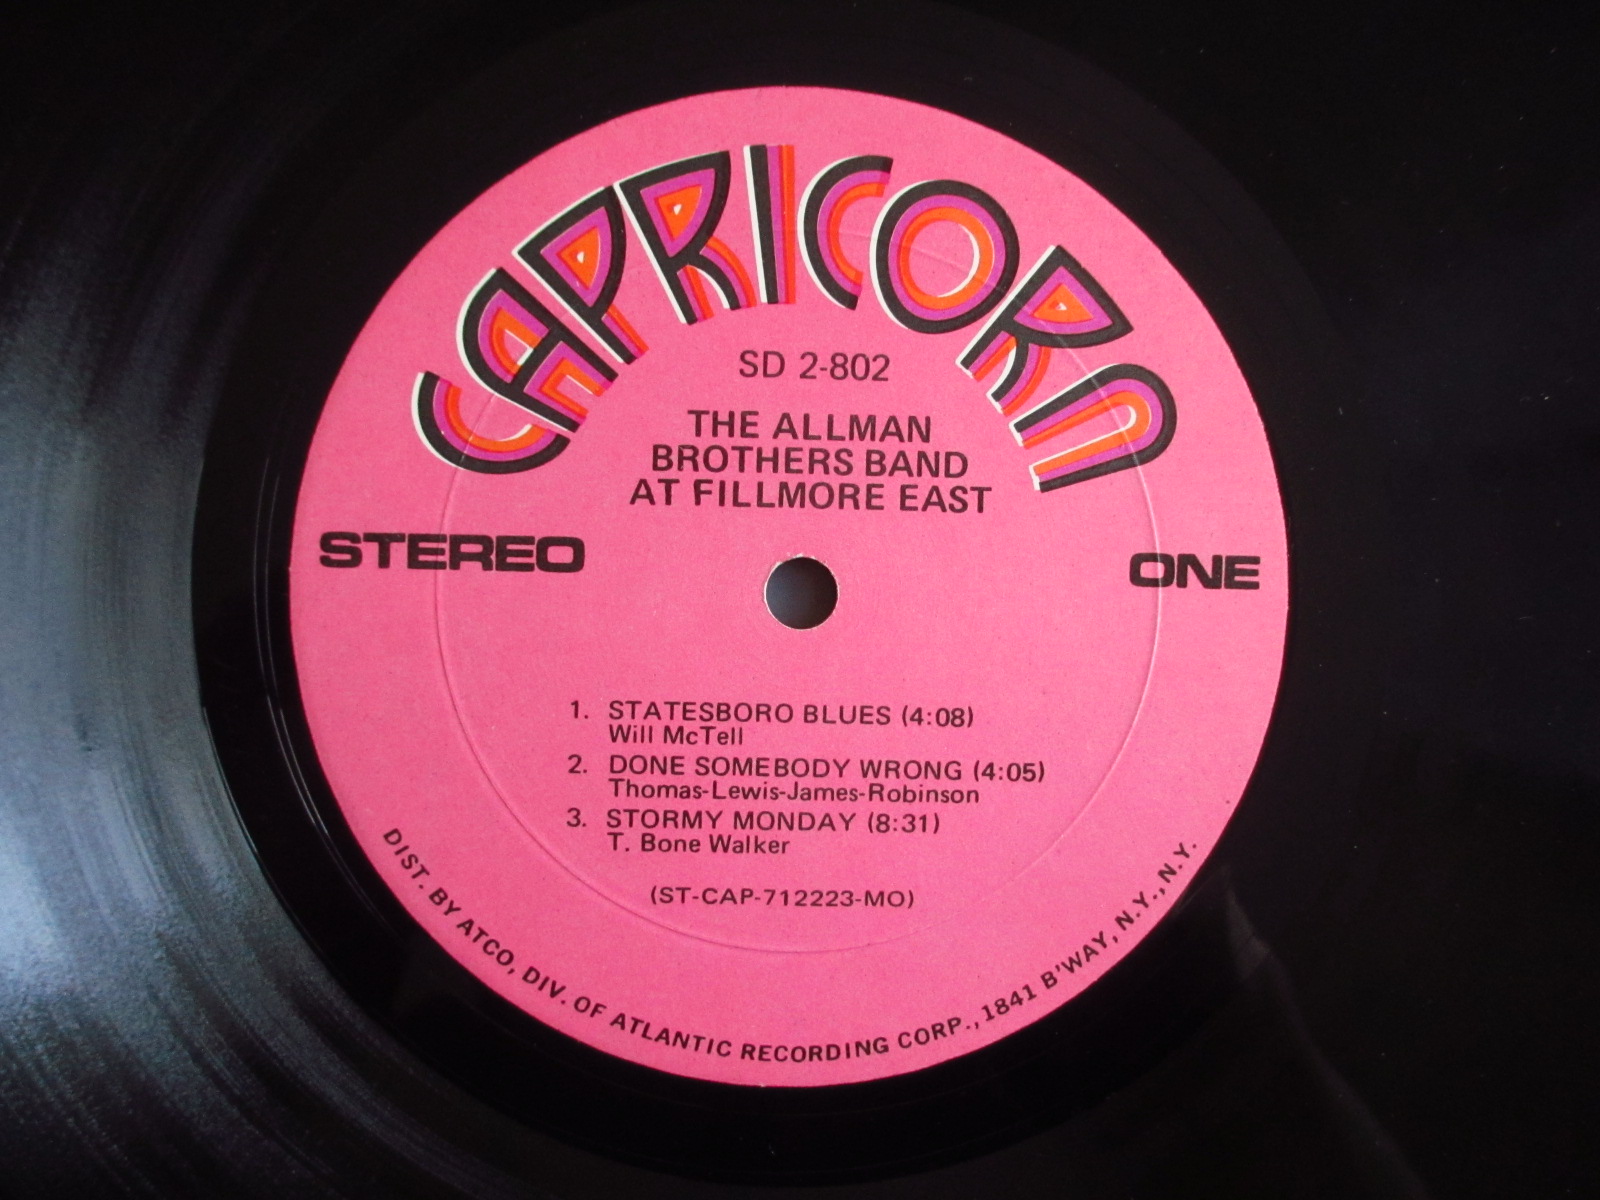 CAPRICORN
SD 2-802
THE ALLMAN
BROTHERS BAND
AT FILLMORE EAST
STEREO
ONE
1. STATESBORO BLUES (4:08)
Will McTell
2. DONE SOMEBODY WRONG (4:05)
Thomas-Lewis-James-Robinson
3. STORMY MONDAY (8:31)
T. Bone Walker
(ST-CAP-712223-MO)
DIST. BY ATCO, DIV. OF ATLANTIC RECORDING CORP., 1841 B'WAY, N.Y., N.Y.